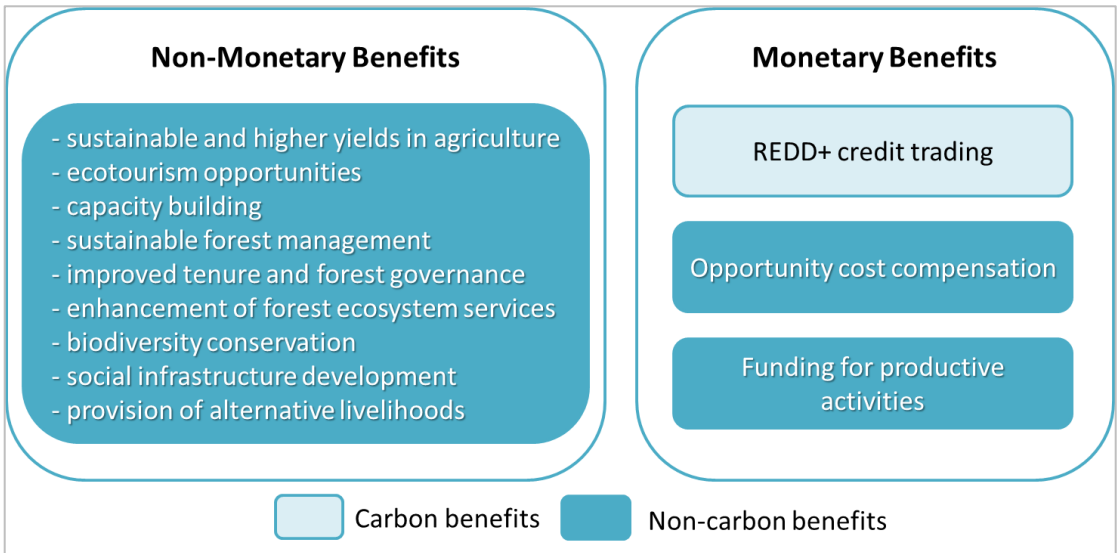 Non-Monetary Benefits
- sustainable and higher yields in agriculture
- ecotourism opportunities
- capacity building
- sustainable forest management
- improved tenure and forest governance
- enhancement of forest ecosystem services
- biodiversity conservation
- social infrastructure development
- provision of alternative livelihoods
Monetary Benefits
REDD+ credit trading
Opportunity cost compensation
Funding for productive
activities
Carbon benefits
Non-carbon benefits